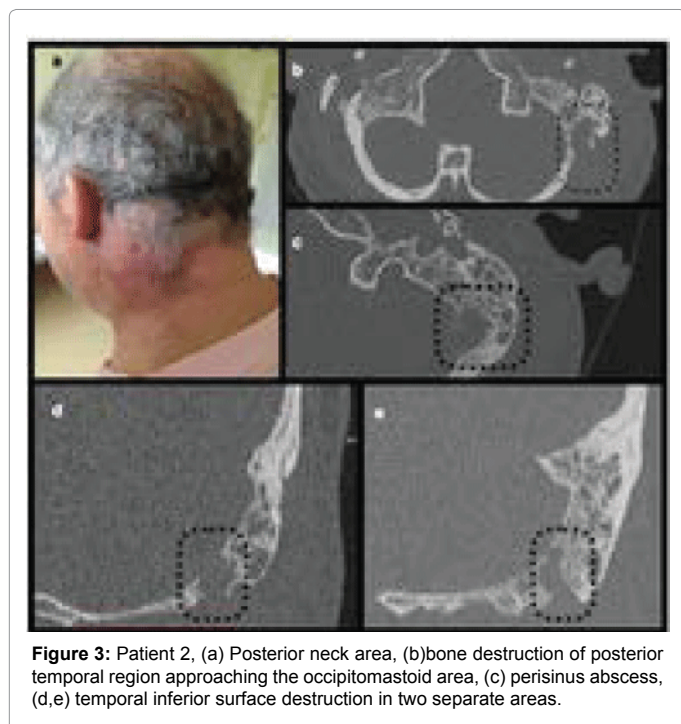 a
b
c
d
e
Figure 3: Patient 2, (a) Posterior neck area, (b)bone destruction of posterior
temporal region approaching the occipitomastoid area, (c) perisinus abscess,
(d,e) temporal inferior surface destruction in two separate areas.